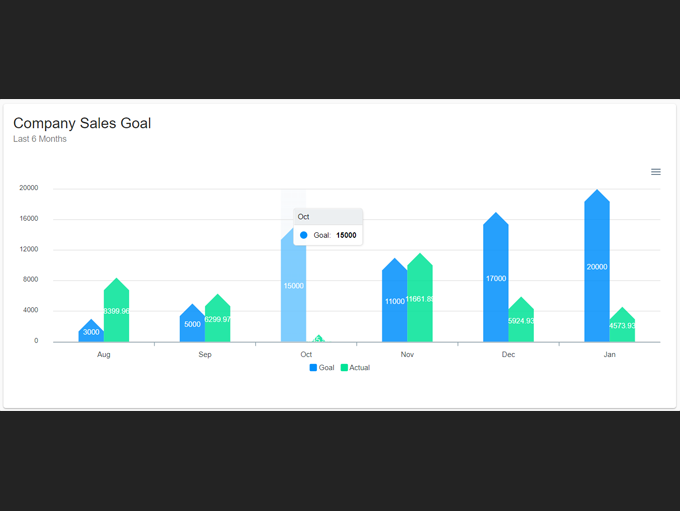 Company Sales Goal
Last 6 Months
20000
16000
12000
8000
4000
0
Oct
Goal: 15000
3000
8399.96
5000
6299.97
15000
11000
11661.88
17000
5924.93
20000
4573.93
Aug
Sep
Oct
Nov
Dec
Jan
Goal
Actual